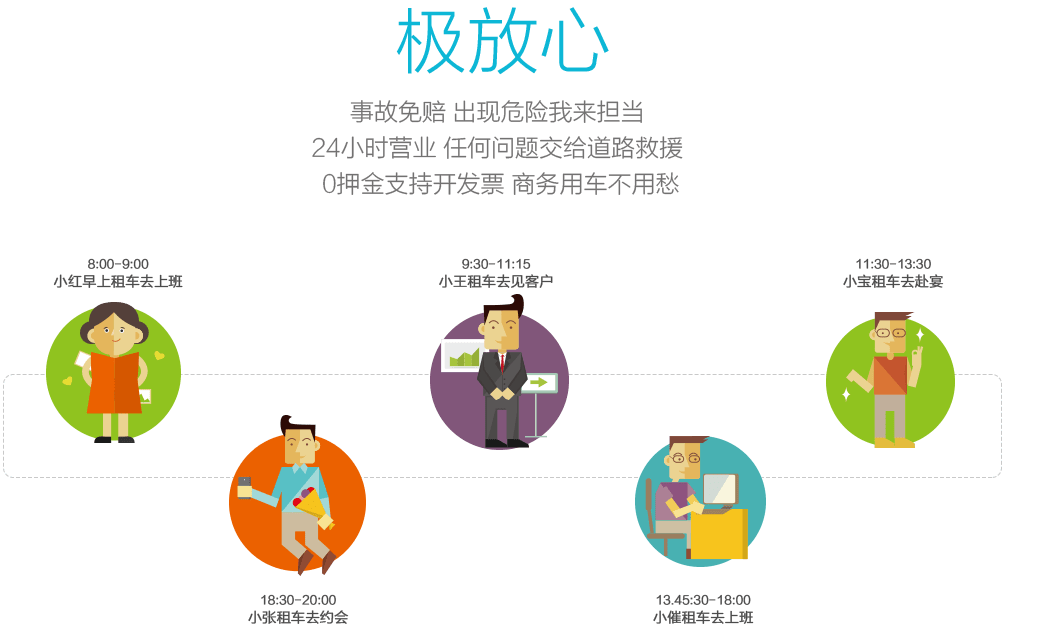 极放心
事故免赔 出现危险我来担当
24小时营业 任何问题交给道路救援
0押金支持开发票 商务用车不用愁
8:00-9:00
小红早上租车去上班
9:30-11:15
小王租车去见客户
11:30-13:30
小宝租车去赴宴
18:30-20:00
小张租车去约会
13.45:30-18:00
小催租车去上班